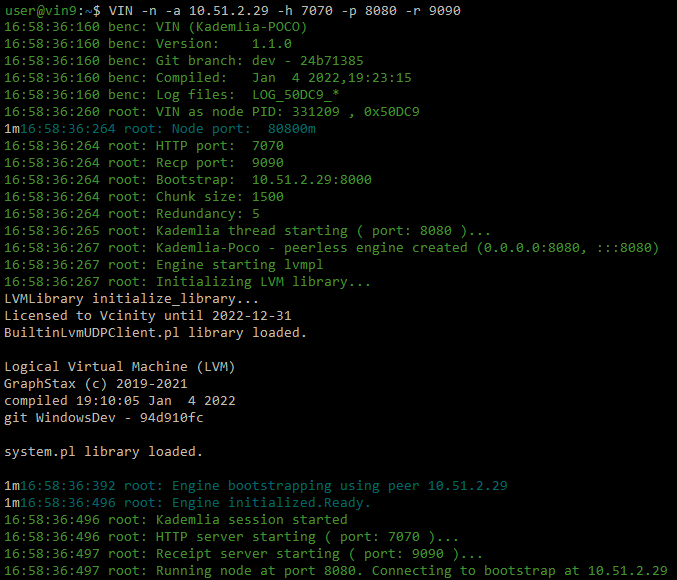 user@vin9:~$ VIN -n -a 10.51.2.29 -h 7070 -p 8080 -r 9090
16:58:36:160 benc: VIN (Kademlia-POCO)
16:58:36:160 benc: Version:    1.1.0
16:58:36:160 benc: Git branch: dev - 24b71385
16:58:36:160 benc: Compiled:   Jan  4 2022,19:23:15
16:58:36:160 benc: Log files:  LOG_50DC9_*
16:58:36:260 root: VIN as node PID: 331209 , 0x50DC9
1m16:58:36:264 root: Node port:  80800m
16:58:36:264 root: HTTP port:  7070
16:58:36:264 root: Recp port:  9090
16:58:36:264 root: Bootstrap:  10.51.2.29:8000
16:58:36:264 root: Chunk size: 1500
16:58:36:264 root: Redundancy: 5
16:58:36:265 root: Kademlia thread starting ( port: 8080 )...
16:58:36:267 root: Kademlia-Poco - peerless engine created (0.0.0.0:8080, :::8080)
16:58:36:267 root: Engine starting lvmpl
16:58:36:267 root: Initializing LVM library...
LVMLibrary initialize_library...
Licensed to Vcinity until 2022-12-31
BuiltinLvmUDPClient.pl library loaded.

Logical Virtual Machine (LVM)
GraphStax (c) 2019-2021
compiled 19:10:05 Jan  4 2022
git WindowsDev - 94d910fc

system.pl library loaded.

1m16:58:36:392 root: Engine bootstrapping using peer 10.51.2.29
1m16:58:36:496 root: Engine initialized.Ready.
16:58:36:496 root: Kademlia session started
16:58:36:496 root: HTTP server starting ( port: 7070 )...
16:58:36:497 root: Receipt server starting ( port: 9090 )...
16:58:36:497 root: Running node at port 8080. Connecting to bootstrap at 10.51.2.29